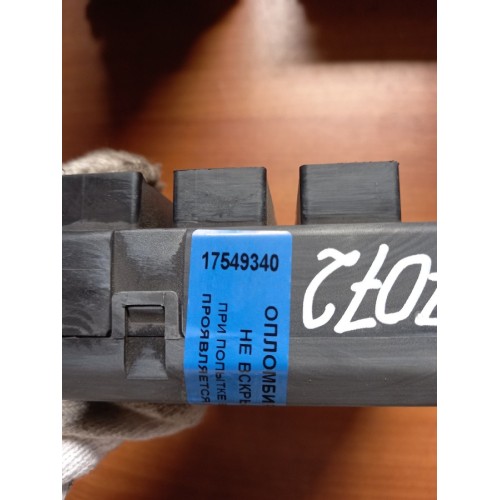 17549340
ОПЛОМБИ
НЕ ВСКРЫ
ПРИ ПОПЫТКЕ
ПРОЯВЛЯЕТСЯ
2072